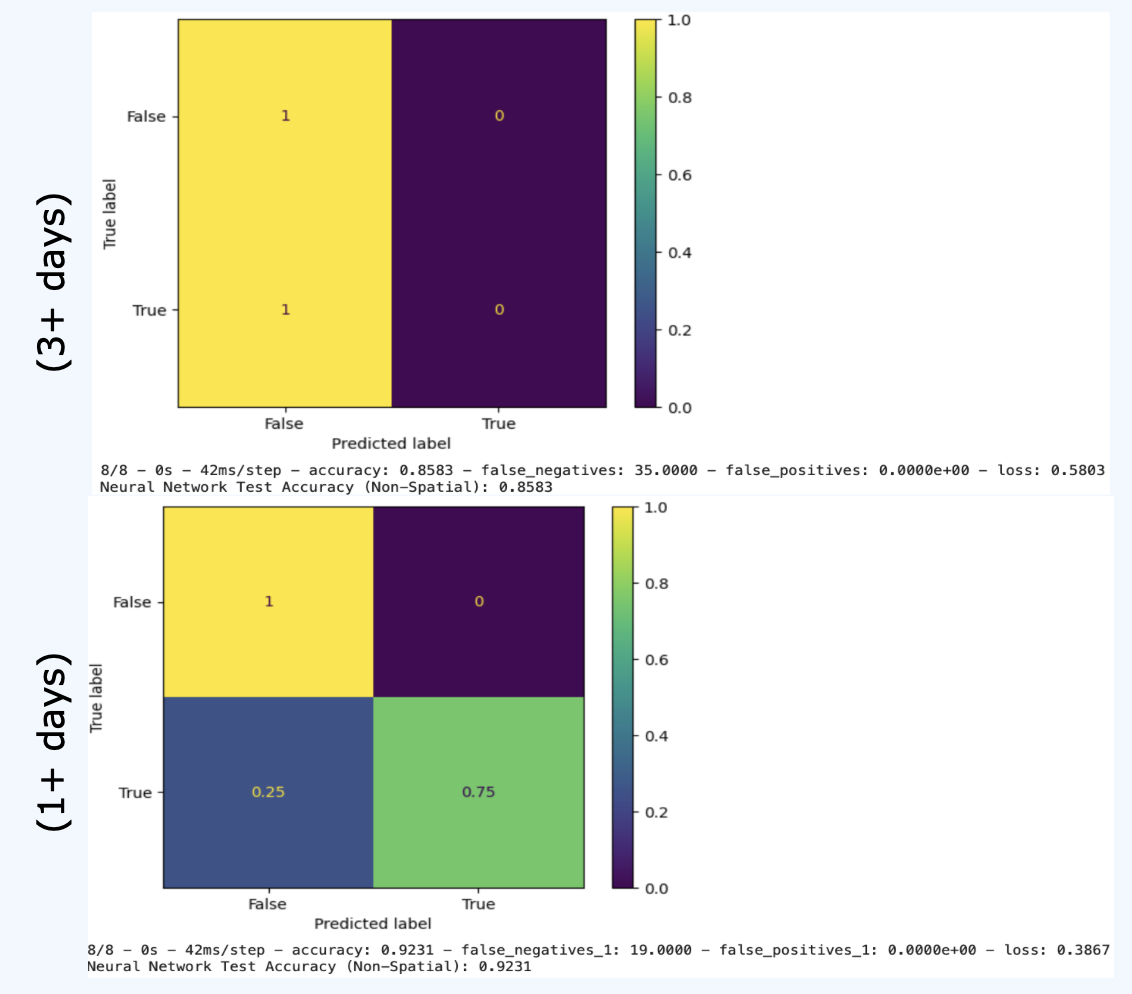 (3+ days)
1.0
0.8
0.6
0.4
0.2
0.0
True label
False
1
0
True
1
0
False
True
Predicted label
8/8 - 0s - 42ms/step - accuracy: 0.8583 - false_negatives: 35.0000 - false_positives: 0.0000e+00 - loss: 0.5803
Neural Network Test Accuracy (Non-Spatial): 0.8583
(1+ days)
1.0
0.8
0.6
0.4
0.2
0.0
True label
False
1
0
True
0.25
0.75
False
True
Predicted label
8/8 - 0s - 42ms/step - accuracy: 0.9231 - false_negatives_1: 19.0000 - false_positives_1: 0.0000e+00 - loss: 0.3867
Neural Network Test Accuracy (Non-Spatial): 0.9231